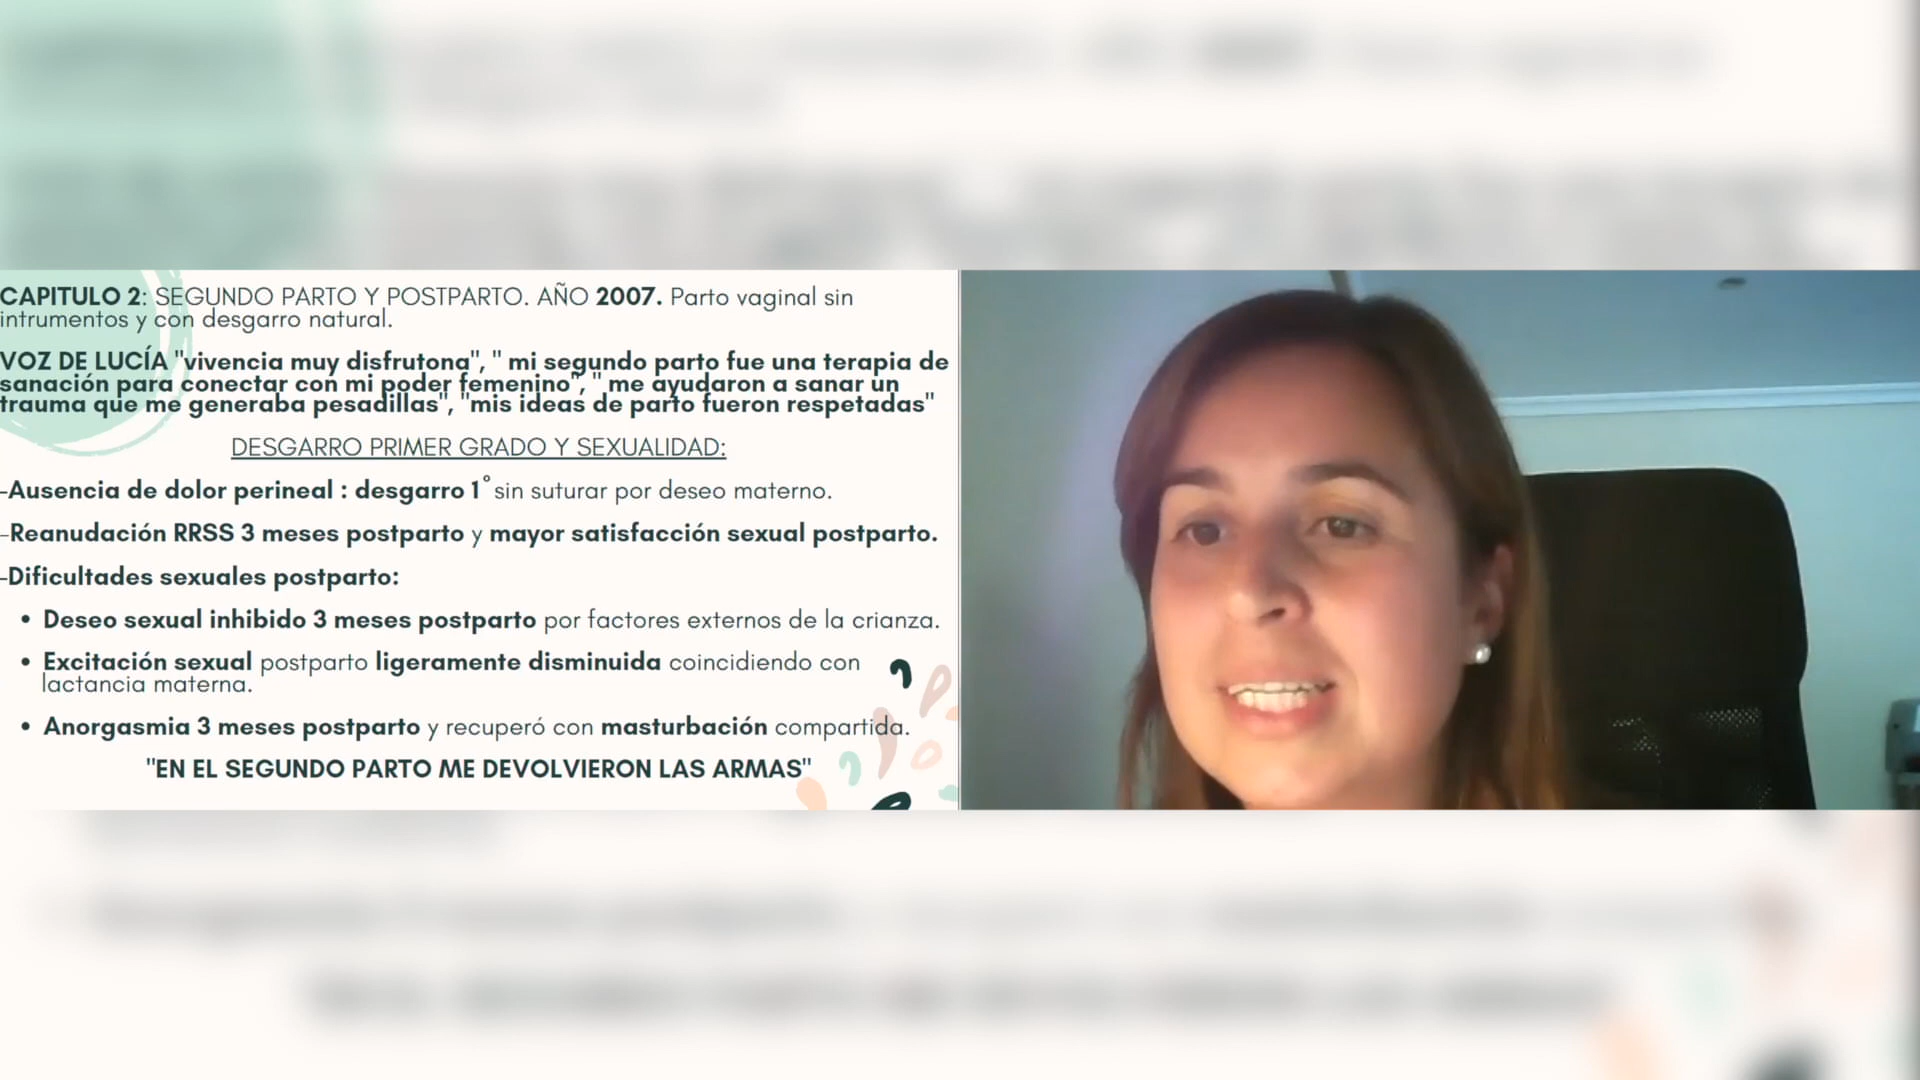 CAPITULO 2: SEGUNDO PARTO Y POSTPARTO. AÑO 2007. Parto vaginal sin
intrumentos y con desgarro natural.
VOZ DE LUCÍA "vivencia muy disfrutona", " mi segundo parto fue una terapia de
sanación para conectar con mi poder femenino", " me ayudaron a sanar un
trauma que me generaba pesadillas", "mis ideas de parto fueron respetadas"
DESGARRO PRIMER GRADO Y SEXUALIDAD:
-Ausencia de dolor perineal : desgarro 1° sin suturar por deseo materno.
-Reanudación RRSS 3 meses postparto y mayor satisfacción sexual postparto.
-Dificultades sexuales postparto:
• Deseo sexual inhibido 3 meses postparto por factores externos de la crianza.
• Excitación sexual postparto ligeramente disminuida coincidiendo con
lactancia materna.
• Anorgasmia 3 meses postparto y recuperó con masturbación compartida.
"EN EL SEGUNDO PARTO ME DEVOLVIERON LAS ARMAS"